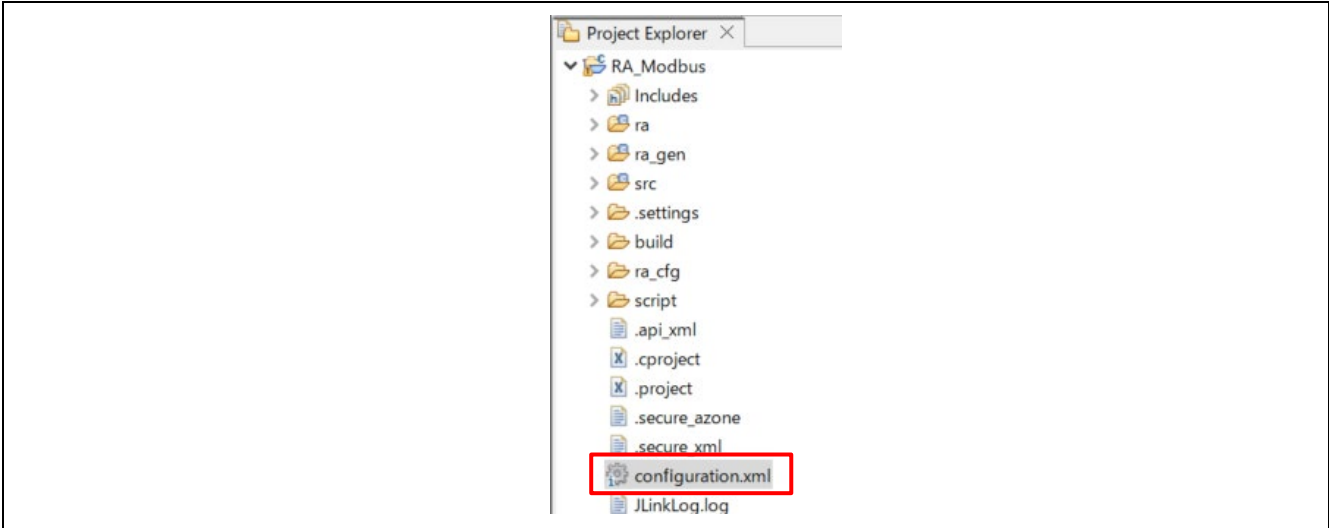 Project Explorer
RA_Modbus
Includes
ra
ra_gen
src
.settings
build
ra_cfg
script
.api_xml
.cproject
.project
.secure_azone
.secure_xml
configuration.xml
JLinkLog.log